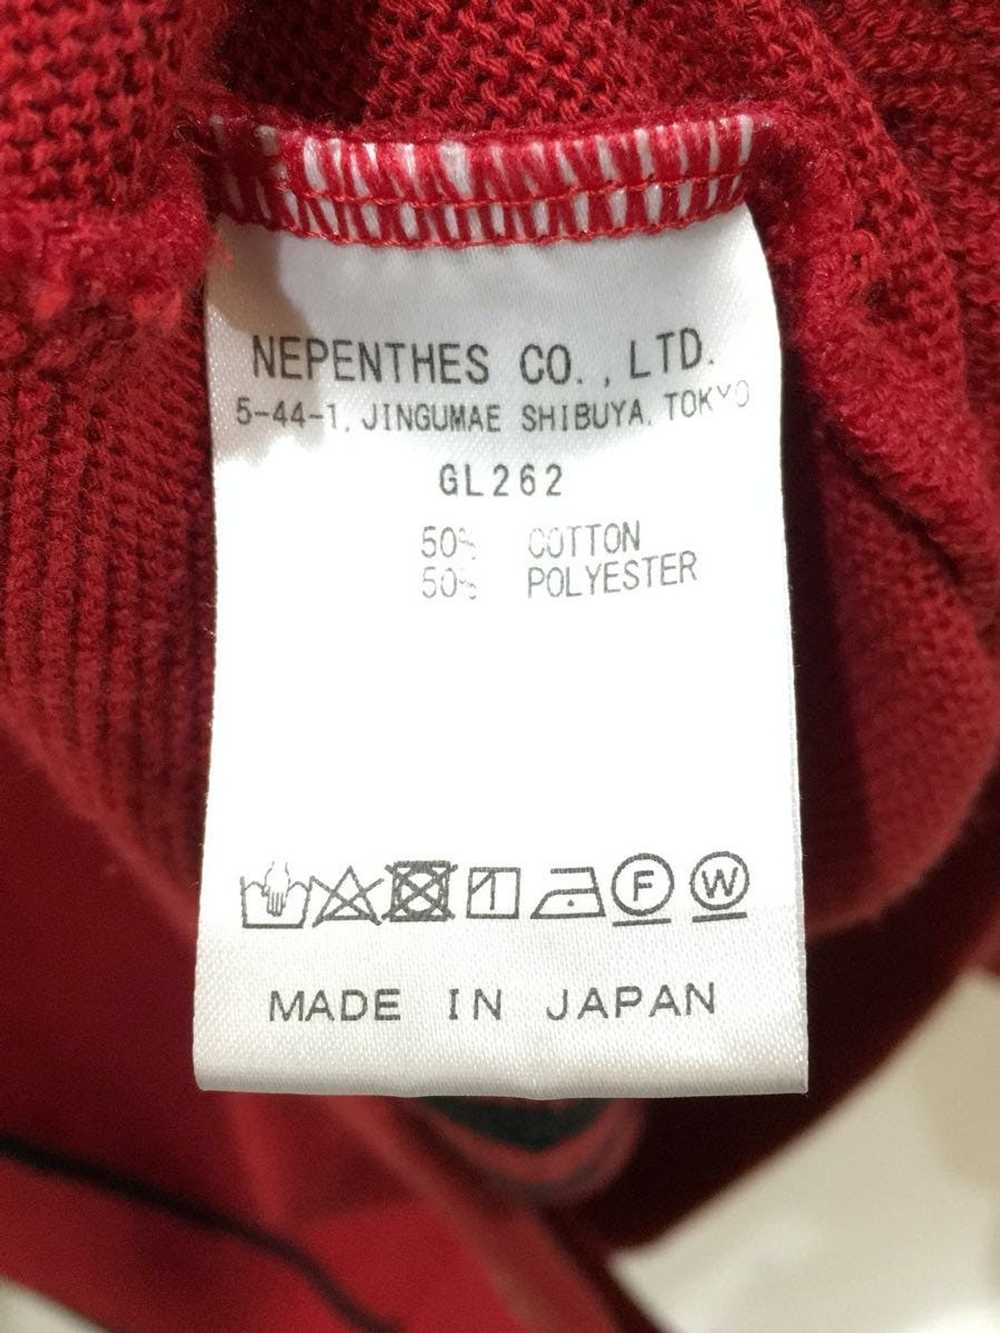 NEPENTHES CO., LTD.
5-44-1, JINGUMAE SHIBUYA, TOKYO
GL262
50% COTTON
50% POLYESTER
F W
MADE IN JAPAN